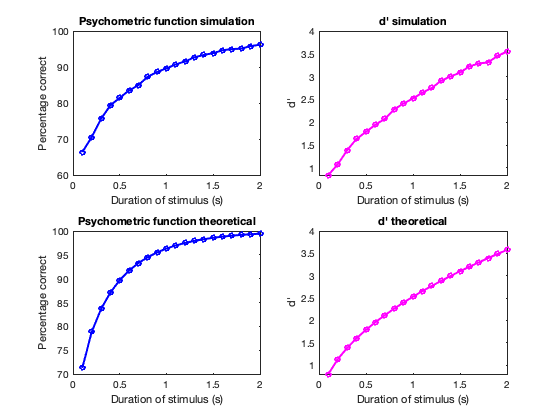 Psychometric function simulation
100
90
80
70
60
Percentage correct
0 0.5 1 1.5 2
Duration of stimulus (s)
d' simulation
4
3.5
3
2.5
2
1.5
1
d'
0 0.5 1 1.5 2
Duration of stimulus (s)
Psychometric function theoretical
100
95
90
85
80
75
70
Percentage correct
0 0.5 1 1.5 2
Duration of stimulus (s)
d' theoretical
4
3.5
3
2.5
2
1.5
1
d'
0 0.5 1 1.5 2
Duration of stimulus (s)